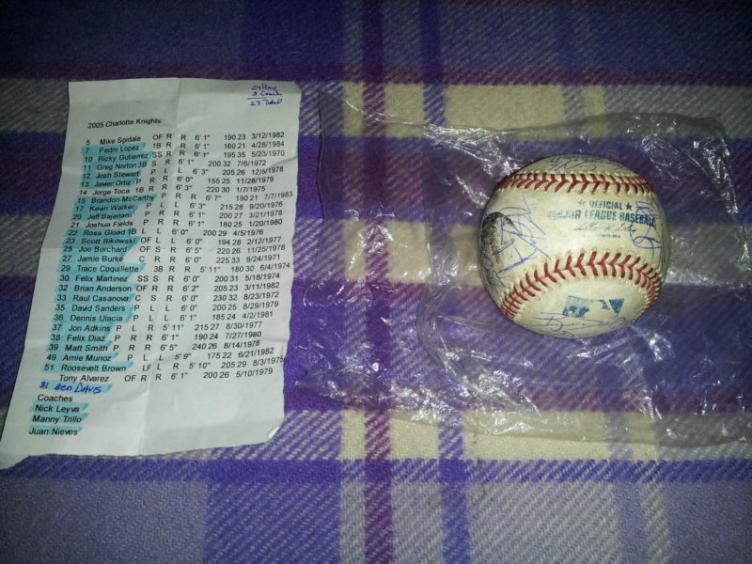 2005 Charlotte Knights
5 Mike Spidale OF R R 6'1" 190 23 3/12/1982
7 Pedro Lopez 1B R R 6'1" 160 21 4/28/1984
10 Ricky Gutierrez SS R R 6'1" 195 35 5/23/1970
11 Greg Norton 3B S R 6'1" 200 32 7/6/1972
12 Josh Stewart P L L 6'3" 205 26 12/5/1978
13 Javier Ortiz P R R 6'0" 155 25 11/28/1979
14 Jorge Toca 1B R R 6'3" 220 30 1/7/1975
15 Brandon McCarthy P R R 6'7" 190 21 7/7/1983
17 Kevin Walker P L L 6'3" 215 28 9/20/1976
20 Jeff Bajenaru P R R 6'1" 200 27 3/21/1978
21 Joshua Fields P R R 6'1" 180 25 1/20/1980
22 Ross Gload 1B L L 6'0" 200 29 4/5/1976
23 Scott Bikowski OF L L 6'0" 194 28 2/12/1977
25 Joe Borchard OF S R 6'5" 220 26 11/25/1978
27 Jamie Burke C R R 6'0" 225 33 9/24/1971
29 Trace Coquillette 3B R R 5'11" 180 30 6/4/1974
30 Felix Martinez SS S R 6'0" 200 31 5/18/1974
32 Brian Anderson OF R R 6'2" 205 23 3/11/1982
33 Raul Casanova C S R 6'0" 230 32 8/23/1972
35 David Sanders P L L 6'0" 200 25 8/29/1979
36 Dennis Ulacia P L L 6'1" 185 24 4/2/1981
37 Jon Adkins P L R 5'11" 215 27 8/30/1977
38 Felix Diaz P R R 6'1" 190 24 7/27/1980
39 Matt Smith P R R 6'5" 240 26 8/14/1978
49 Arnie Munoz P L L 5'9" 175 22 6/21/1982
51 Roosevelt Brown LF L R 5'10" 205 29 8/3/1975
Tony Alvarez OF R R 6'1" 200 26 5/10/1979
Ben Davis
Coaches
Nick Leyva
Manny Trillo
Juan Nieves
OFFICIAL
MAJOR LEAGUE BASEBALL